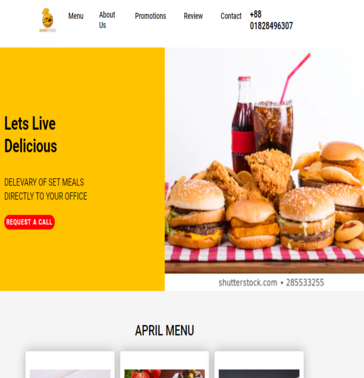 Menu
About Us
Promotions
Review
Contact
+88 01828496307
Lets Live
Delicious
DELEVARY OF SET MEALS
DIRECTLY TO YOUR OFFICE
REQUEST A CALL
shutterstock.com • 285533255
APRIL MENU